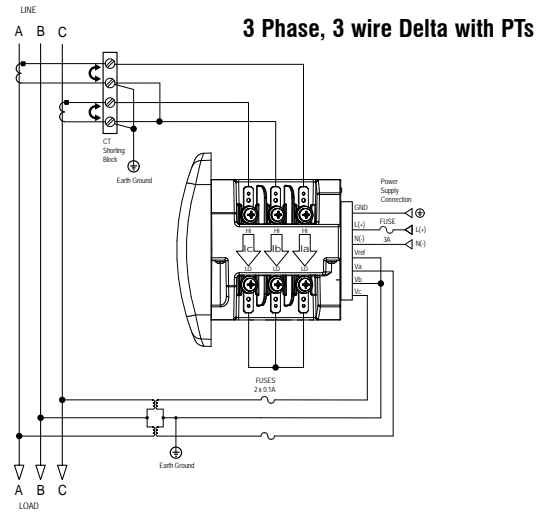 LINE
3 Phase, 3 wire Delta with PTs
A B C
CT
Shorting
Block
Earth Ground
Power
Supply
Connection
GND
FUSE
L(+)
L(+)
3A
N(-)
N(-)
HI HI HI
Ic Ib Ia
LO LO LO
Vref
Va
Vb
Vc
FUSES
2 x 0.1A
Earth Ground
A B C
LOAD